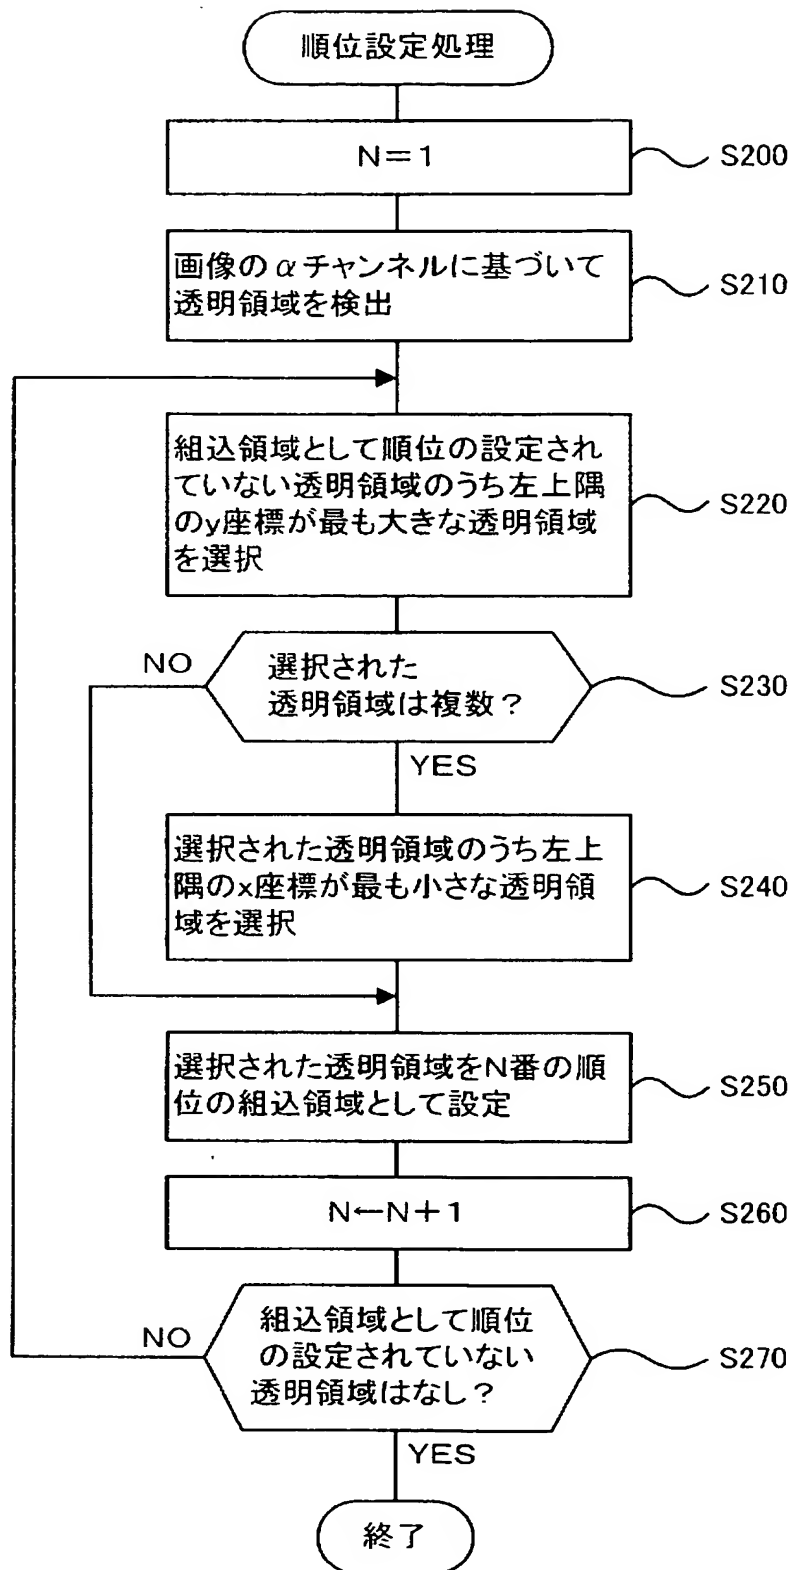 順位設定処理
N=1
S200
画像のαチャンネルに基づいて
透明領域を検出
S210
組込領域として順位の設定され
ていない透明領域のうち左上隅
のy座標が最も大きな透明領域
を選択
S220
選択された
透明領域は複数?
S230
NO
YES
選択された透明領域のうち左上
隅のx座標が最も小さな透明領
域を選択
S240
選択された透明領域をN番の順
位の組込領域として設定
S250
N←N+1
S260
組込領域として順位
の設定されていない
透明領域はなし?
S270
NO
YES
終了